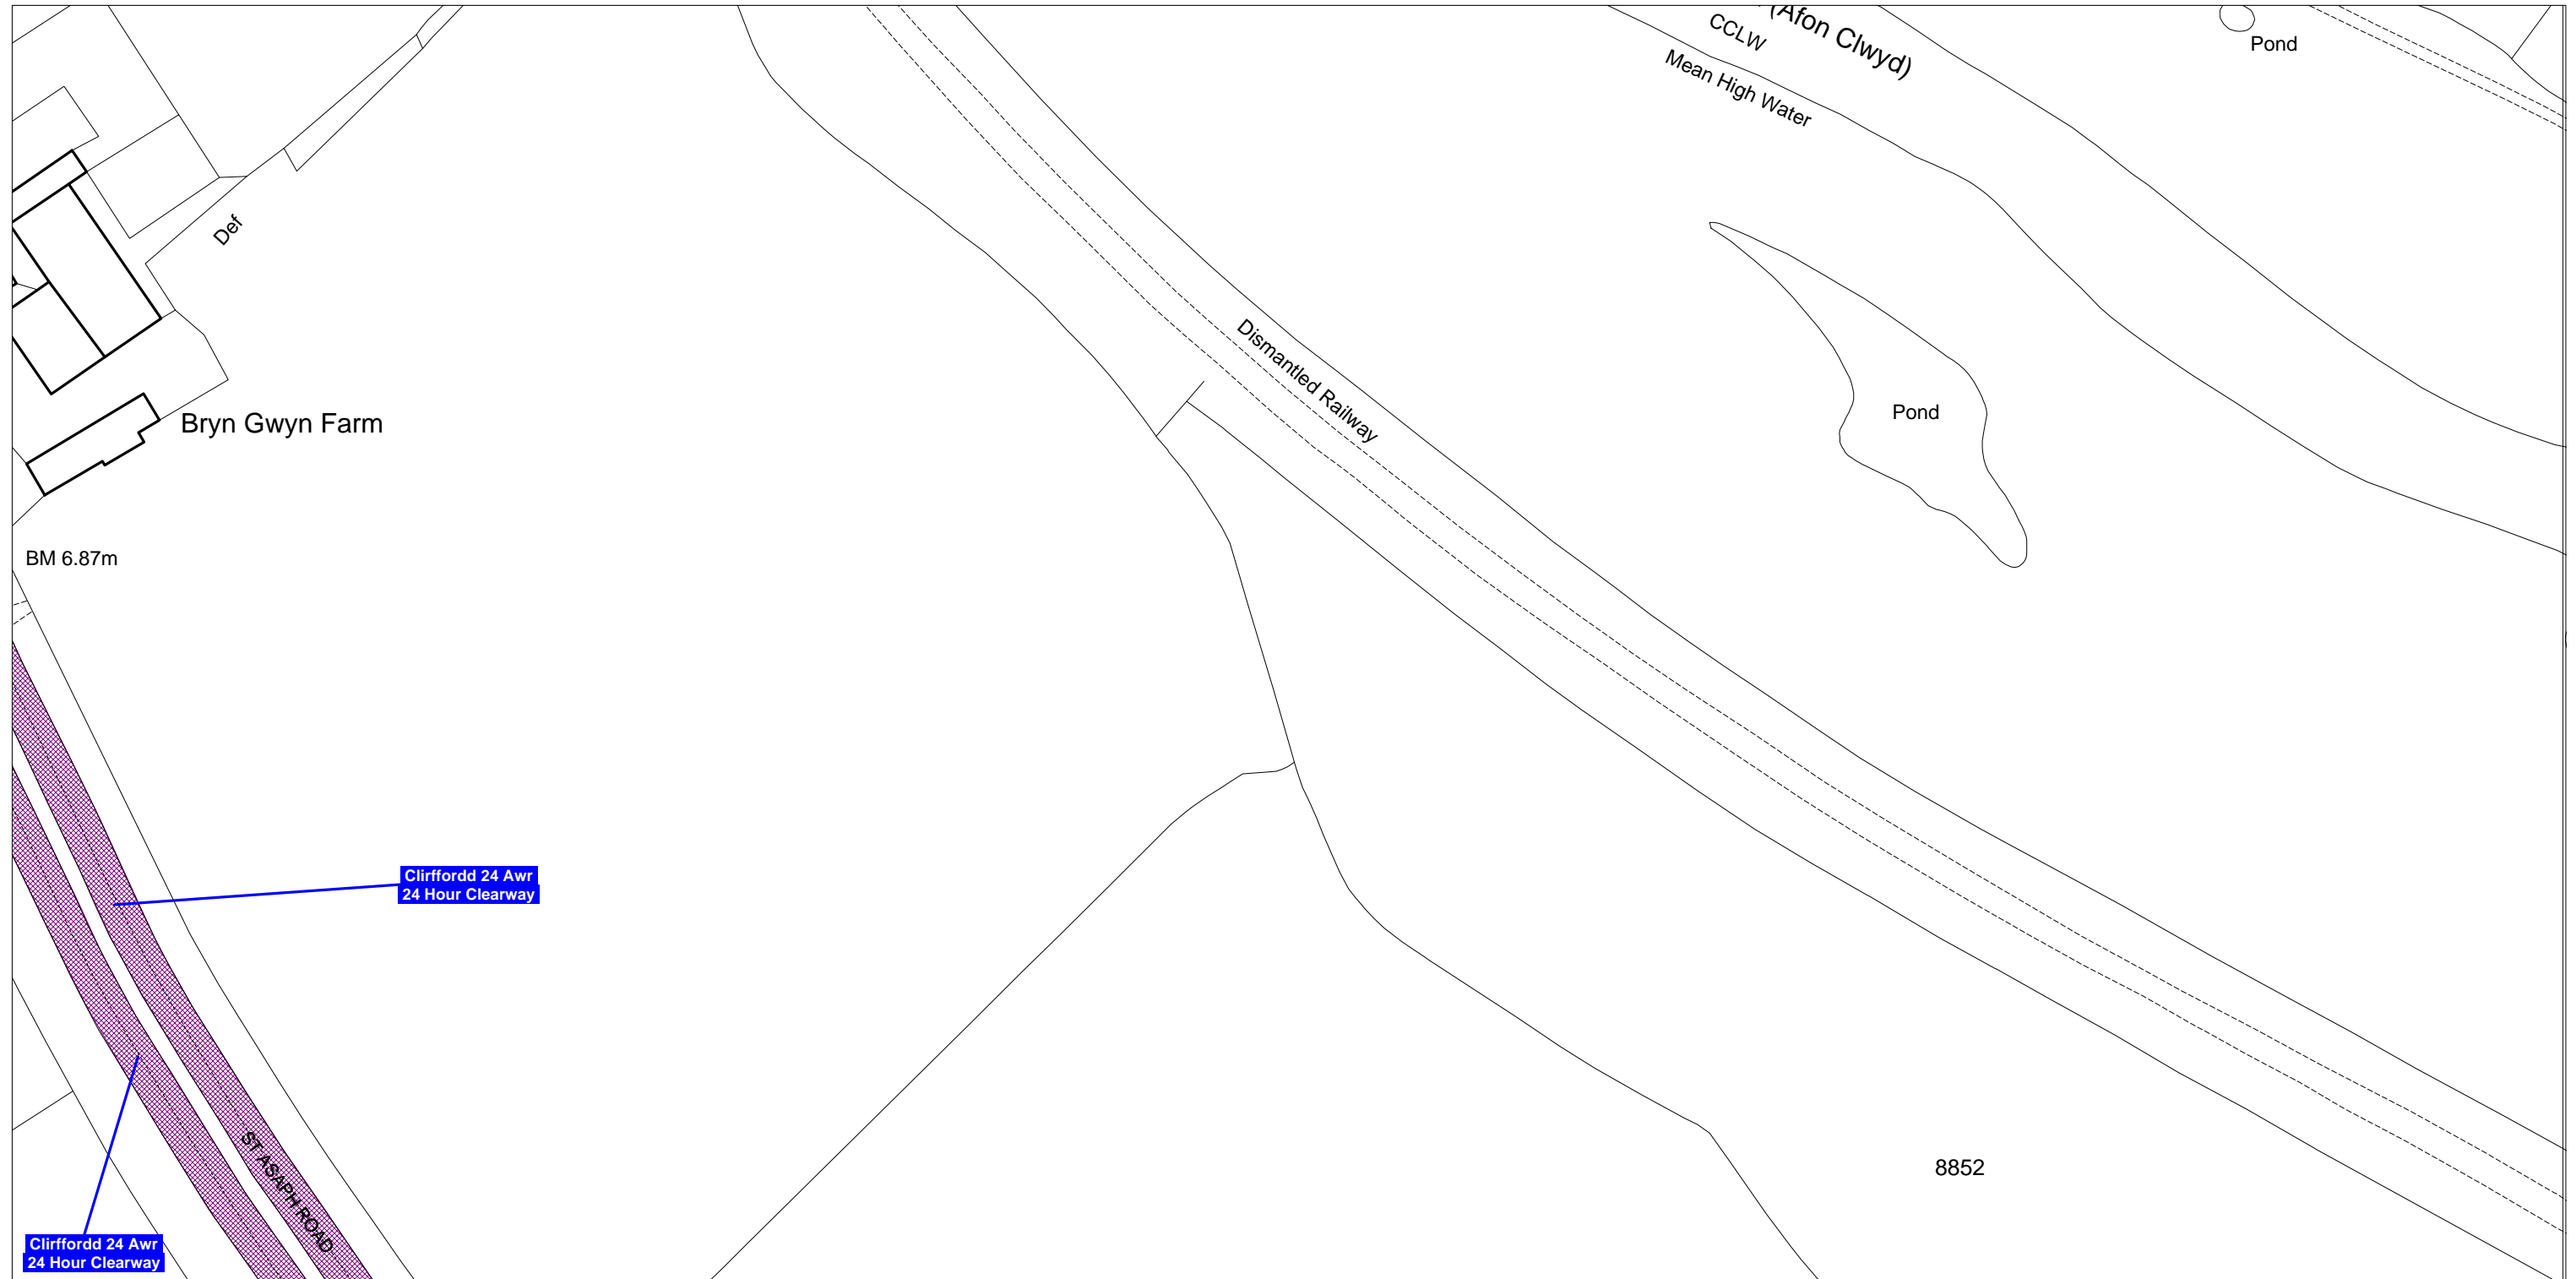 (Afon Clwyd)
CCLW
Mean High Water
Pond
Def
Dismantled Railway
Pond
Bryn Gwyn Farm
BM 6.87m
Clirffordd 24 Awr
24 Hour Clearway
ST ASAPH ROAD
8852
Clirffordd 24 Awr
24 Hour Clearway